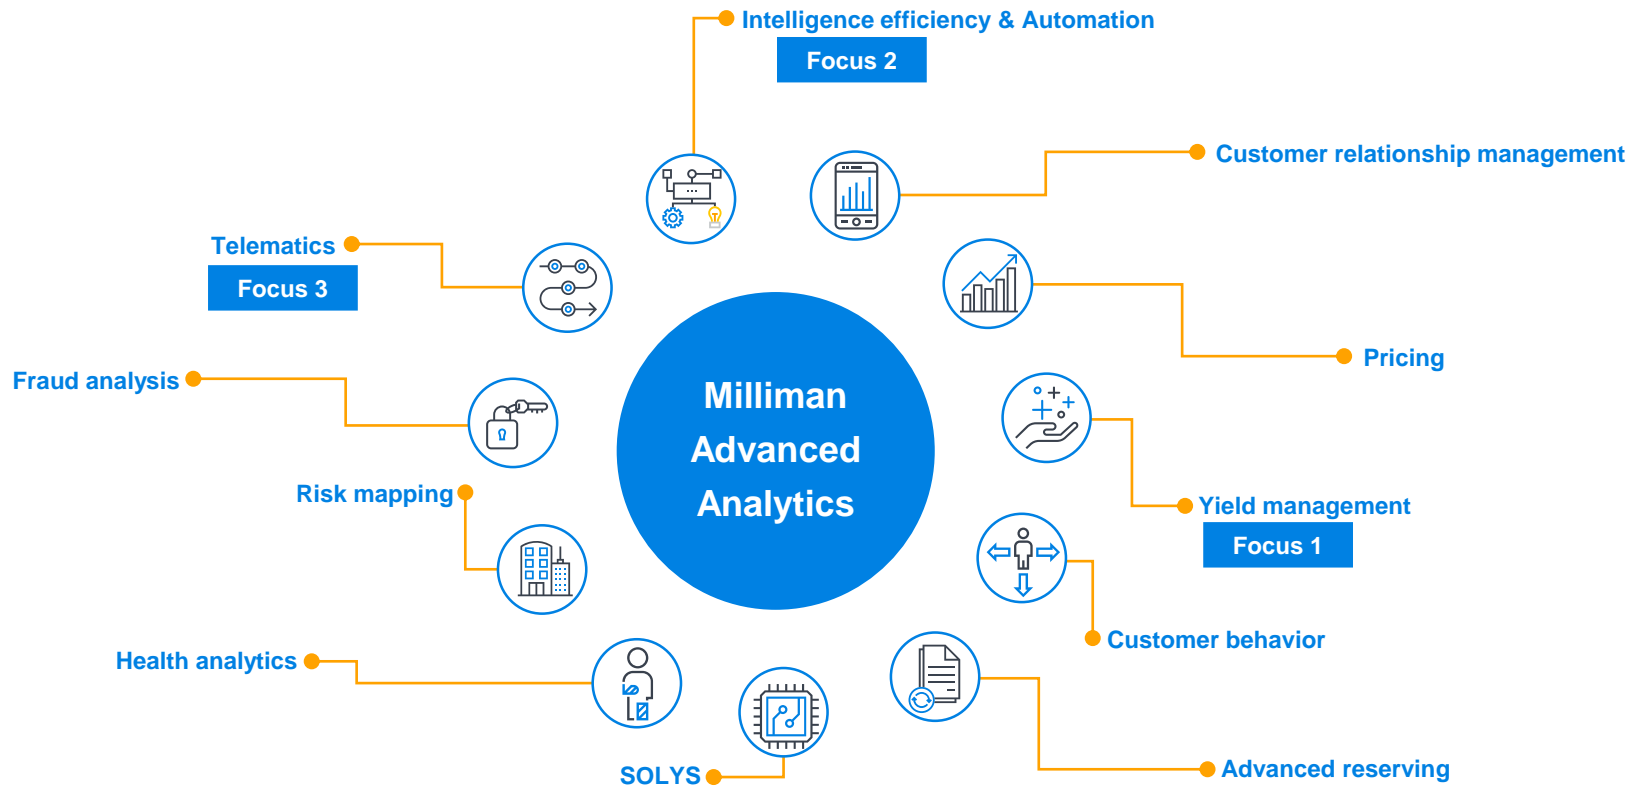 Intelligence efficiency & Automation
Focus 2
Customer relationship management
Telematics
Focus 3
Pricing
Fraud analysis
Milliman
Advanced
Analytics
Risk mapping
Yield management
Focus 1
Customer behavior
Health analytics
SOLYS
Advanced reserving